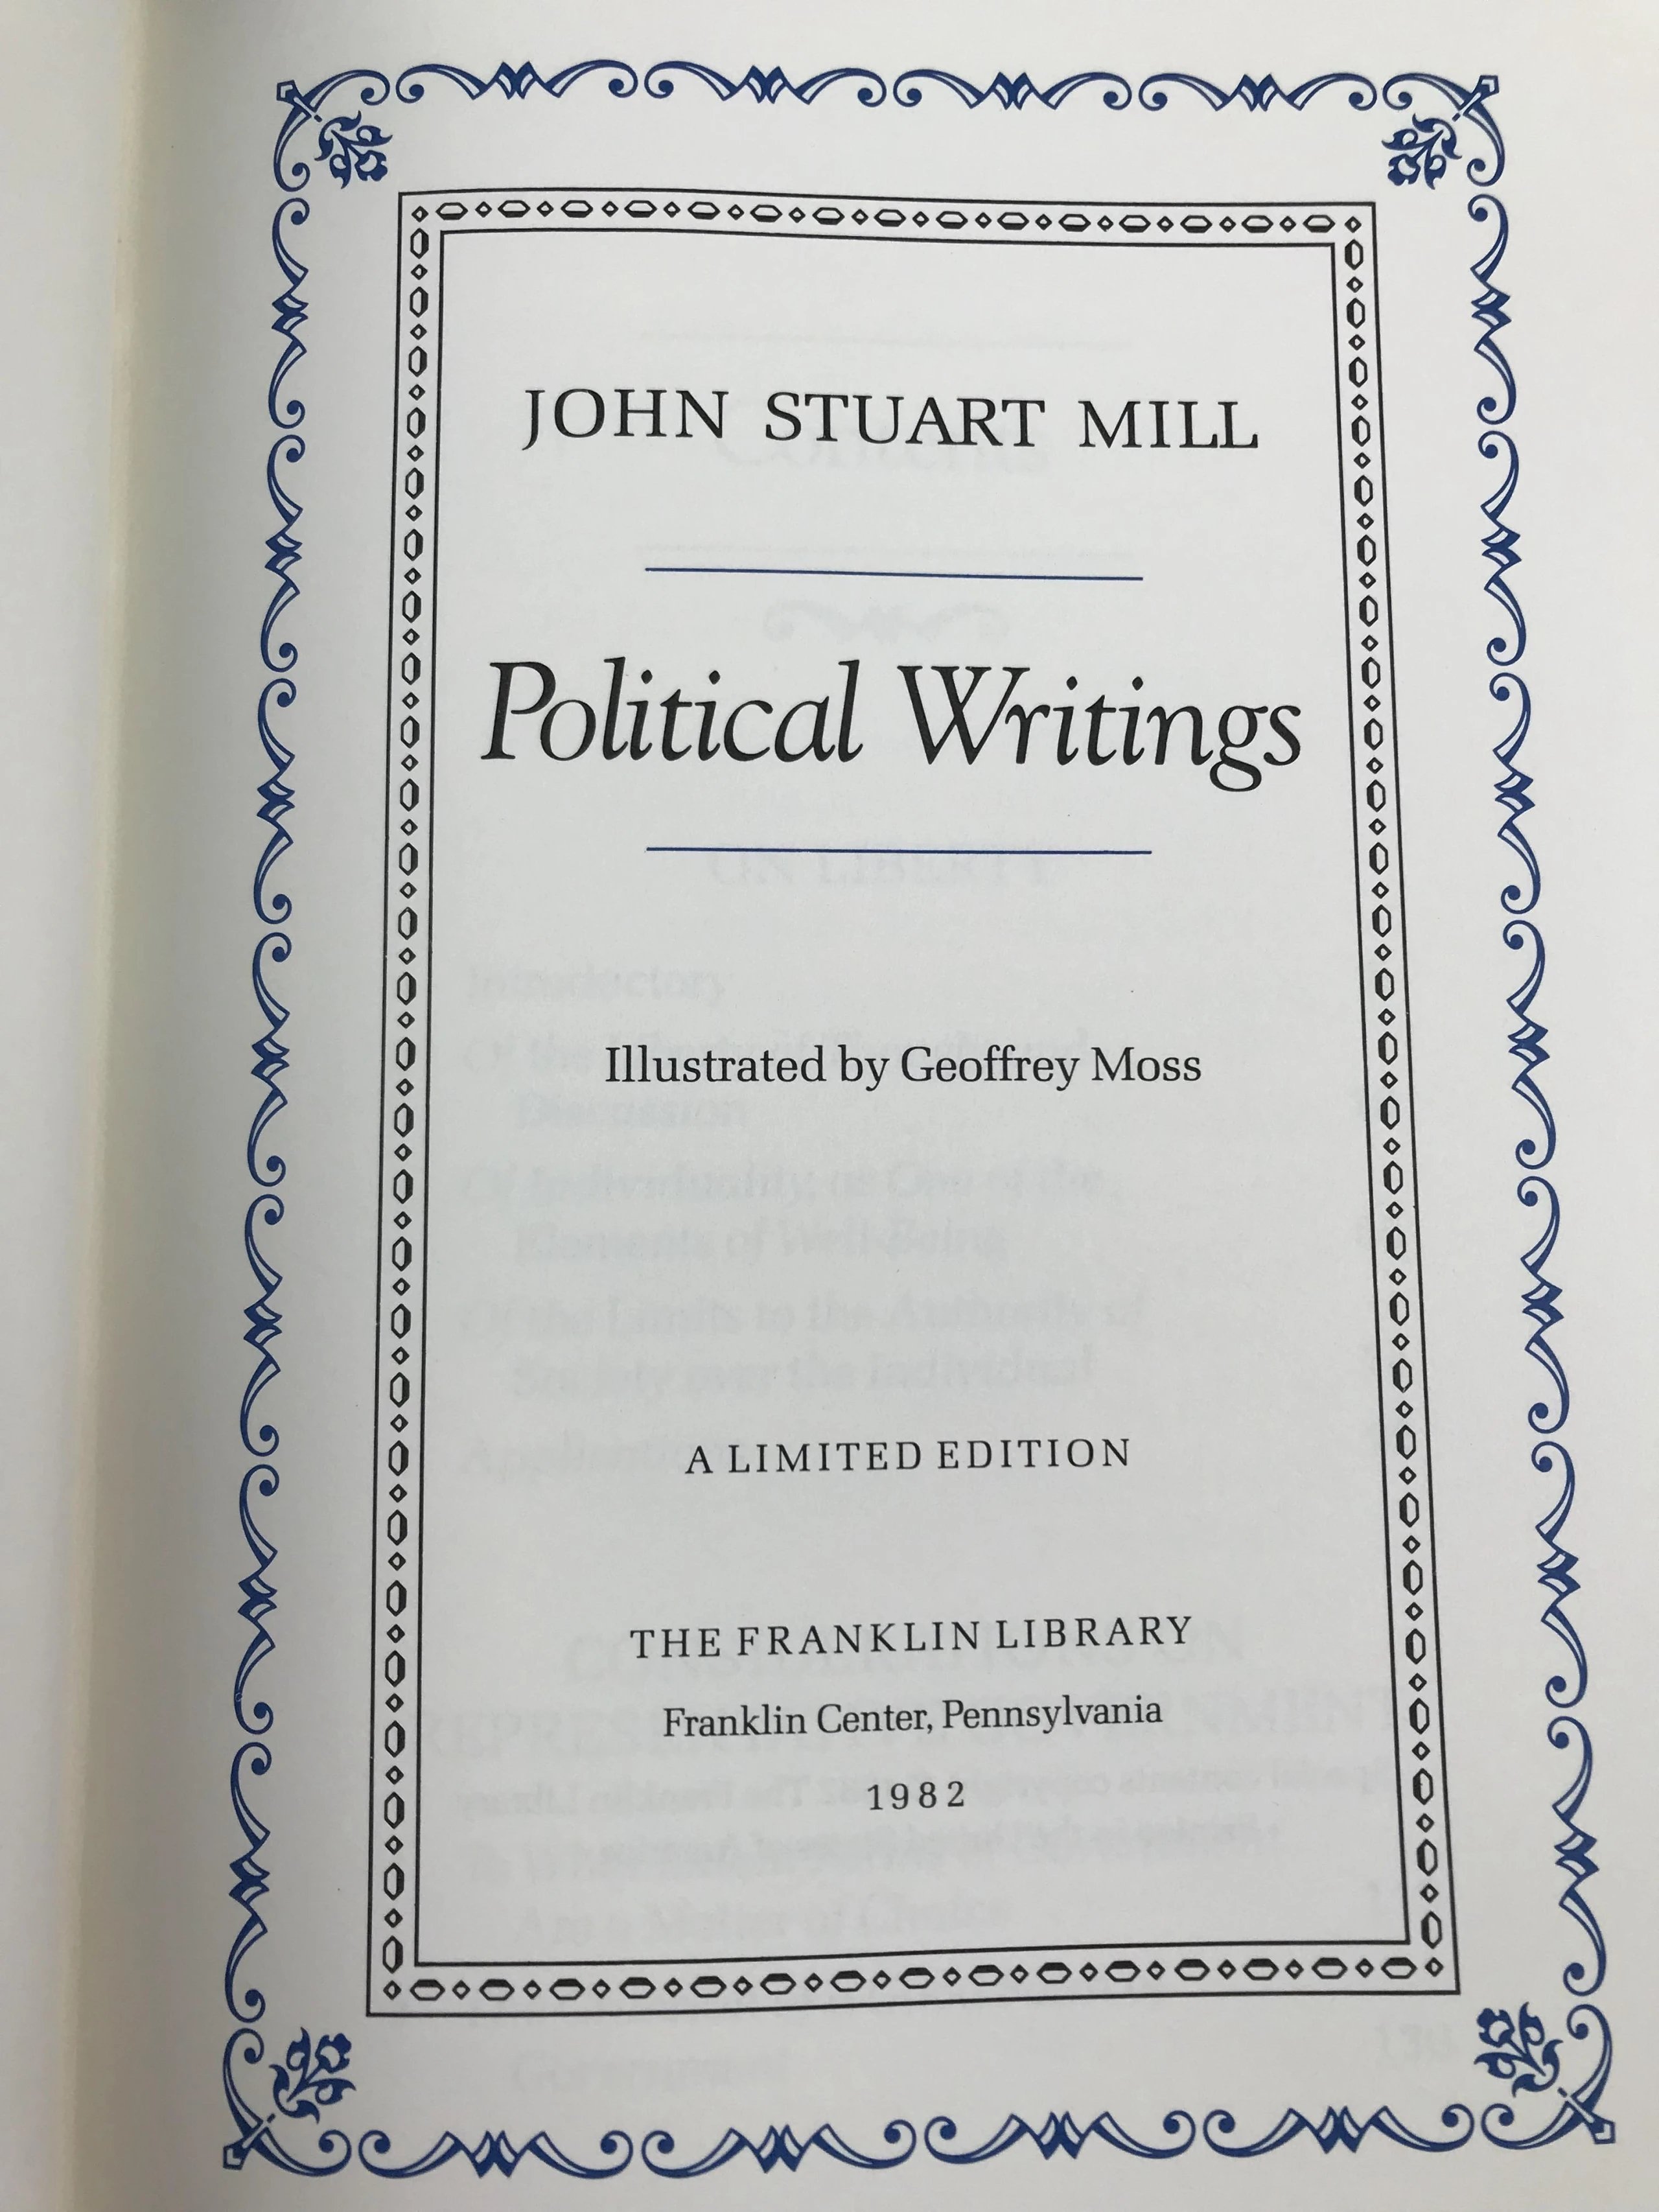 JOHN STUART MILL
Political Writings
Illustrated by Geoffrey Moss
A LIMITED EDITION
THE FRANKLIN LIBRARY
Franklin Center, Pennsylvania
1982